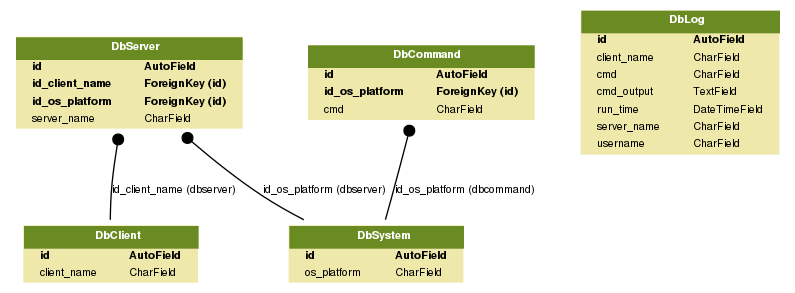 DbServer
id AutoField
id_client_name ForeignKey (id)
id_os_platform ForeignKey (id)
server_name CharField
DbCommand
id AutoField
id_os_platform ForeignKey (id)
cmd CharField
DbLog
id AutoField
client_name CharField
cmd CharField
cmd_output TextField
run_time DateTimeField
server_name CharField
username CharField
id_client_name (dbserver)
id_os_platform (dbserver)
id_os_platform (dbcommand)
DbClient
id AutoField
client_name CharField
DbSystem
id AutoField
os_platform CharField